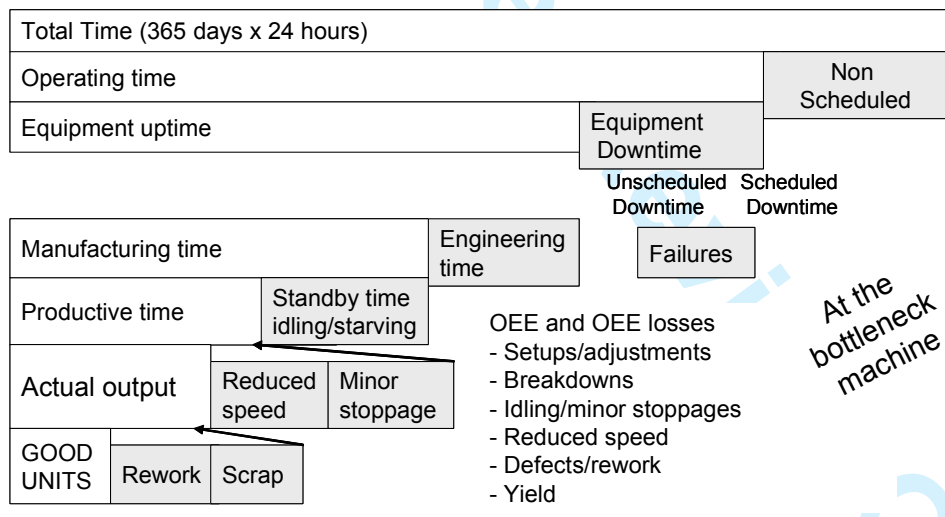 Total Time (365 days x 24 hours)
Operating time
Non
Scheduled
Equipment uptime
Equipment
Downtime
Unscheduled Scheduled
Downtime Downtime
Manufacturing time
Engineering
time
Failures
Productive time
Standby time
idling/starving
At the
bottleneck
machine
OEE and OEE losses
- Setups/adjustments
- Breakdowns
- Idling/minor stoppages
- Reduced speed
- Defects/rework
- Yield
Actual output
Reduced
speed
Minor
stoppage
GOOD
UNITS
Rework
Scrap